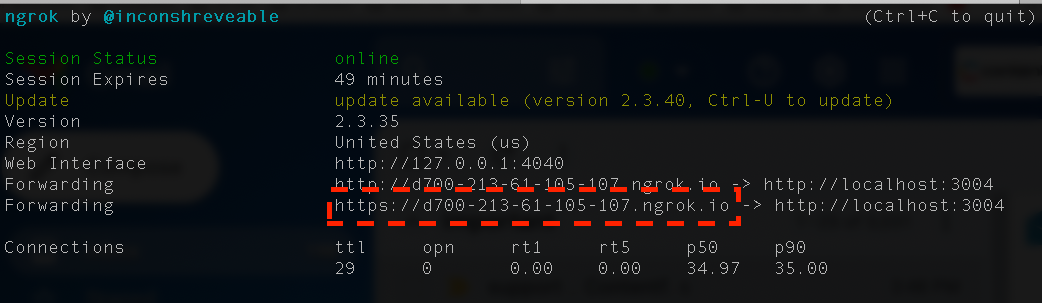 ngrok by @inconshreveable (Ctrl+C to quit)
Session Status online
Session Expires 49 minutes
Update update available (version 2.3.40, Ctrl-U to update)
Version 2.3.35
Region United States (us)
Web Interface http://127.0.0.1:4040
Forwarding http://d700-213-61-105-107.ngrok.io -> http://localhost:3004
Forwarding https://d700-213-61-105-107.ngrok.io -> http://localhost:3004
Connections ttl opn rt1 rt5 p50 p90
29 0 0.00 0.00 34.97 35.00